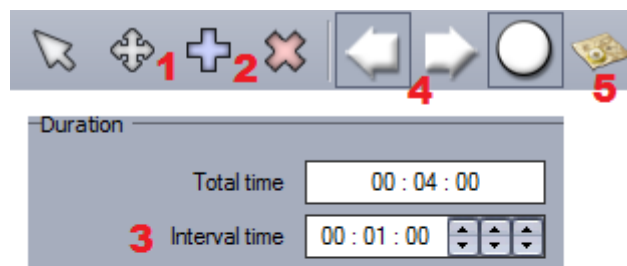 1 2 4 5
Duration
Total time 00 : 04 : 00
3 Interval time 00 : 01 : 00